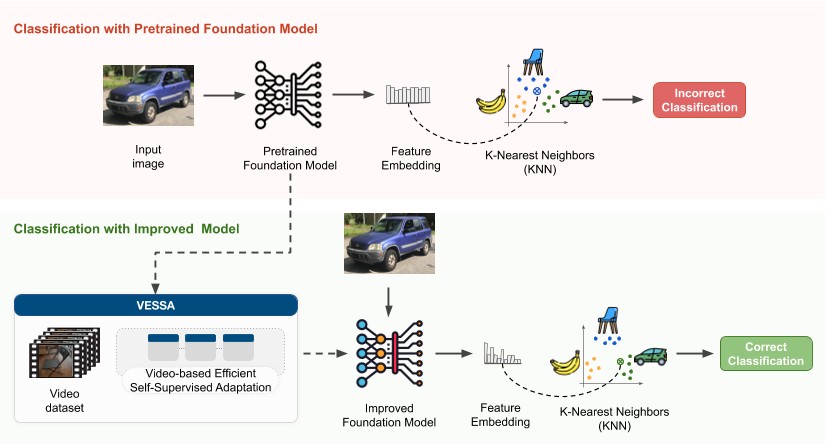 Classification with Pretrained Foundation Model
Input
image
Pretrained
Foundation Model
Feature
Embedding
K-Nearest Neighbors
(KNN)
Incorrect
Classification
Classification with Improved Model
VESSA
Video
dataset
Video-based Efficient
Self-Supervised Adaptation
Improved
Foundation Model
Feature
Embedding
K-Nearest Neighbors
(KNN)
Correct
Classification